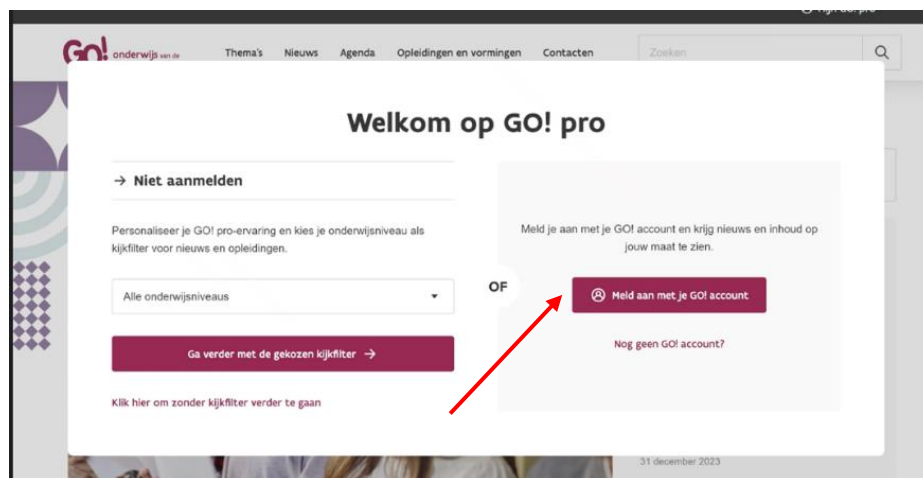 GO! onderwijs van de
Thema's Nieuws Agenda Opleidingen en vormingen Contacten Zoeken
Welkom op GO! pro
→ Niet aanmelden
Personaliseer je GO! pro-ervaring en kies je onderwijsniveau als
kijkfilter voor nieuws en opleidingen.
Alle onderwijsniveaus
Ga verder met de gekozen kijkfilter →
Klik hier om zonder kijkfilter verder te gaan
OF
Meld je aan met je GO! account en krijg nieuws en inhoud op
jouw maat te zien.
Meld aan met je GO! account
Nog geen GO! account?
31 december 2023